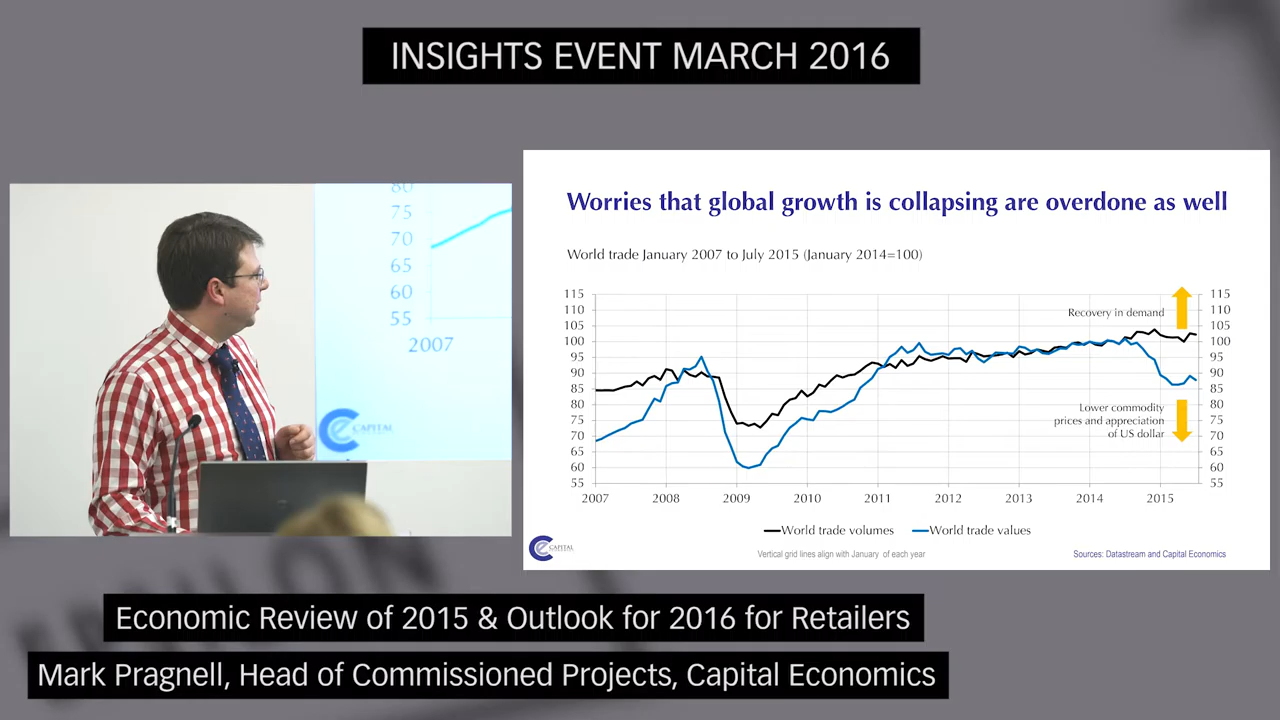 INSIGHTS EVENT MARCH 2016
80
75
70
65
60
55
2007
CAPITAL
Worries that global growth is collapsing are overdone as well
World trade January 2007 to July 2015 (January 2014=100)
115 115
110 Recovery in demand 110
105 105
100 100
95 95
90 90
85 85
80 Lower commodity 80
75 prices and appreciation 75
70 of US dollar 70
65 65
60 60
55 55
2007 2008 2009 2010 2011 2012 2013 2014 2015
World trade volumes World trade values
CAPITAL
Vertical grid lines align with January of each year
Sources: Datastream and Capital Economics
Economic Review of 2015 & Outlook for 2016 for Retailers
Mark Pragnell, Head of Commissioned Projects, Capital Economics